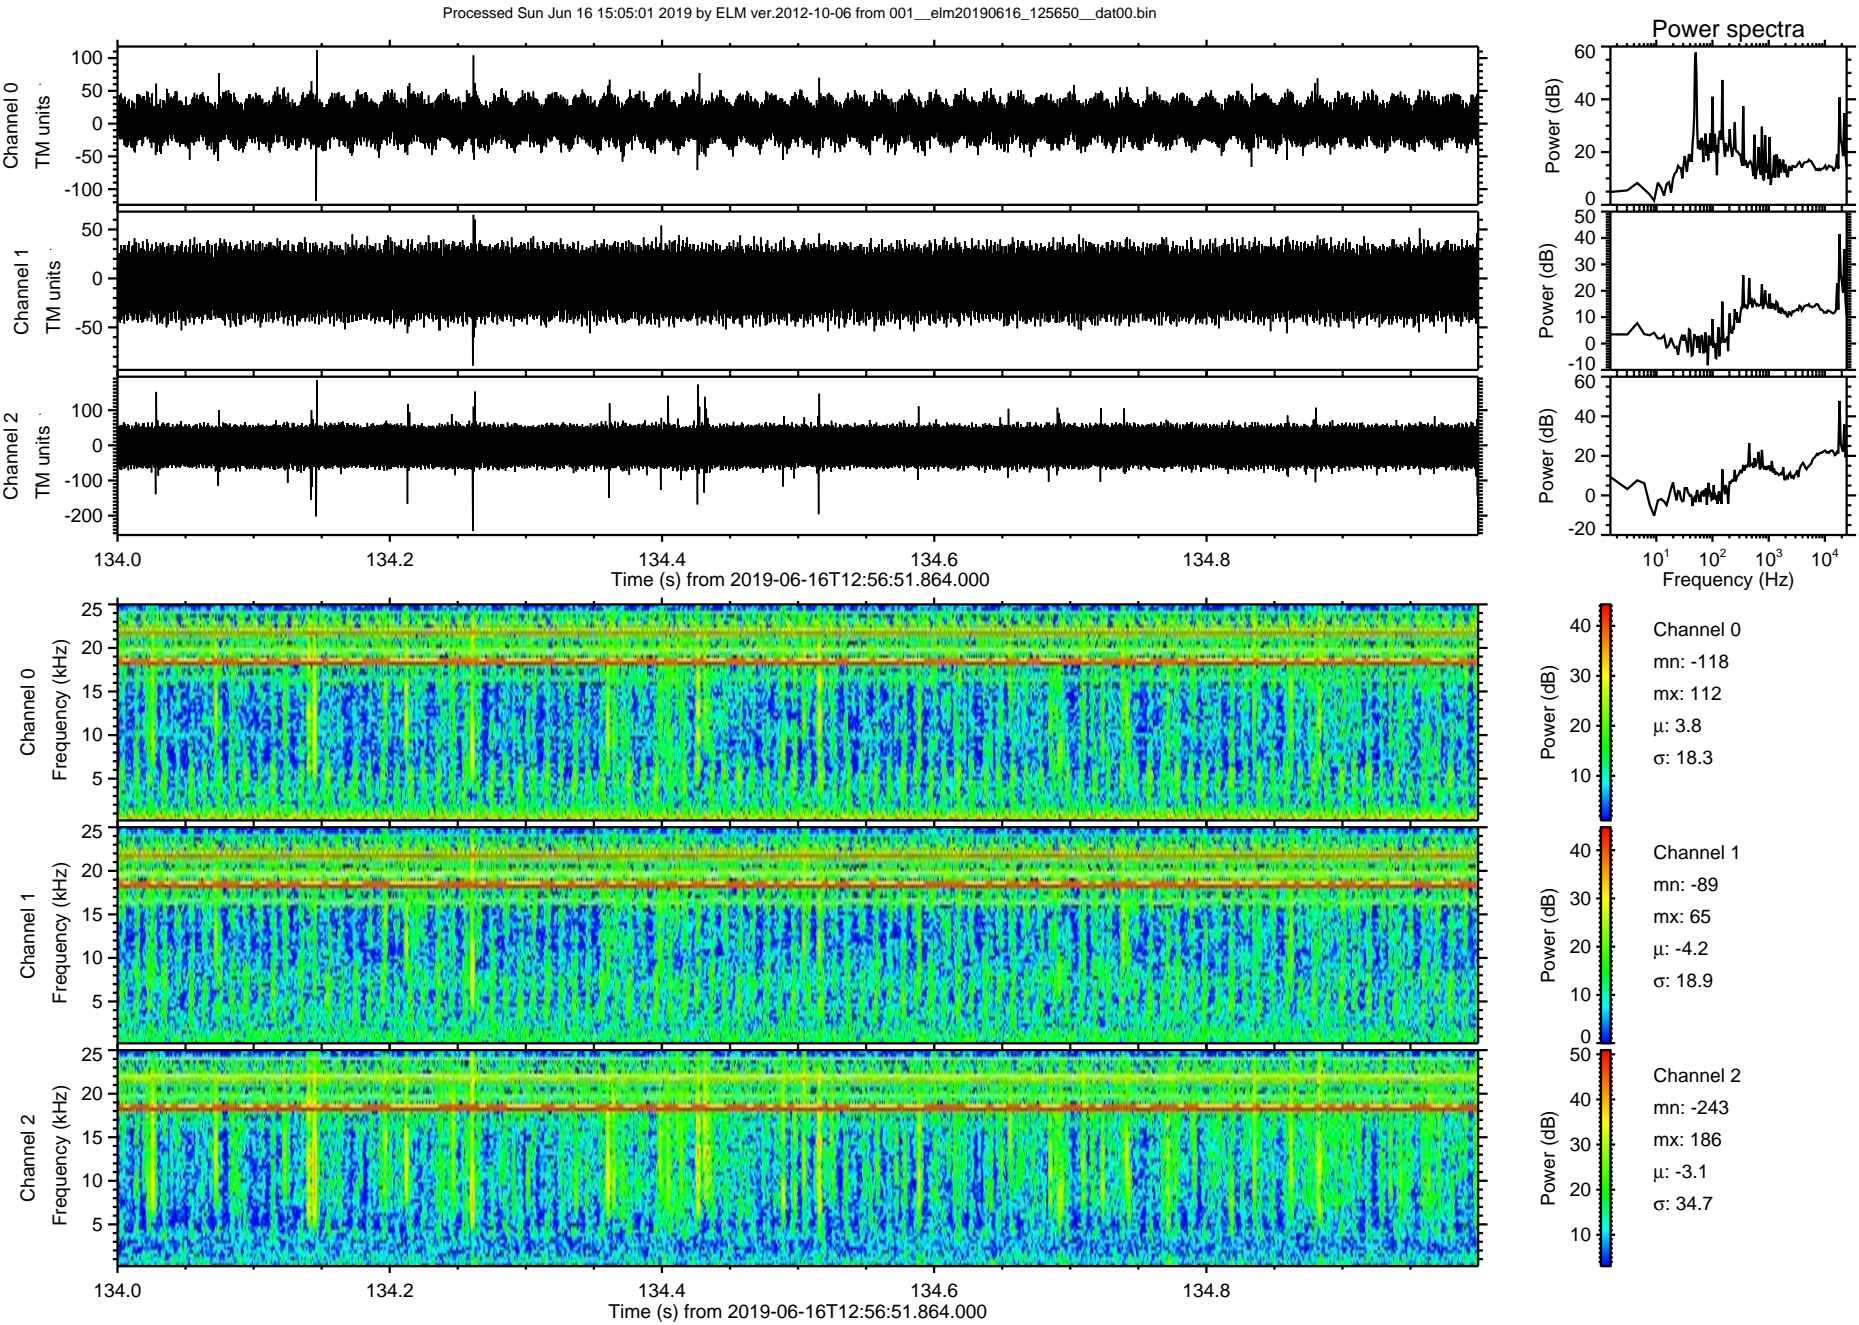 Processed Sun Jun 16 15:05:01 2019 by ELM ver.2012-10-06 from 001__elm20190616_125650__dat00.bin
Power spectra
Channel 0
TM units
100
50
0
-50
-100
Power (dB)
60
40
20
0
Channel 1
TM units
50
0
-50
Power (dB)
50
40
30
20
10
0
-10
Channel 2
TM units
100
0
-100
-200
Power (dB)
60
40
20
0
-20
134.0 134.2 134.4 134.6 134.8
Time (s) from 2019-06-16T12:56:51.864.000
10¹ 10² 10³ 10⁴
Frequency (Hz)
Channel 0
Frequency (kHz)
25
20
15
10
5
Power (dB)
40
30
20
10
Channel 0
mn: -118
mx: 112
μ: 3.8
σ: 18.3
Channel 1
Frequency (kHz)
25
20
15
10
5
Power (dB)
40
30
20
10
0
Channel 1
mn: -89
mx: 65
μ: -4.2
σ: 18.9
Channel 2
Frequency (kHz)
25
20
15
10
5
Power (dB)
50
40
30
20
10
Channel 2
mn: -243
mx: 186
μ: -3.1
σ: 34.7
134.0 134.2 134.4 134.6 134.8
Time (s) from 2019-06-16T12:56:51.864.000